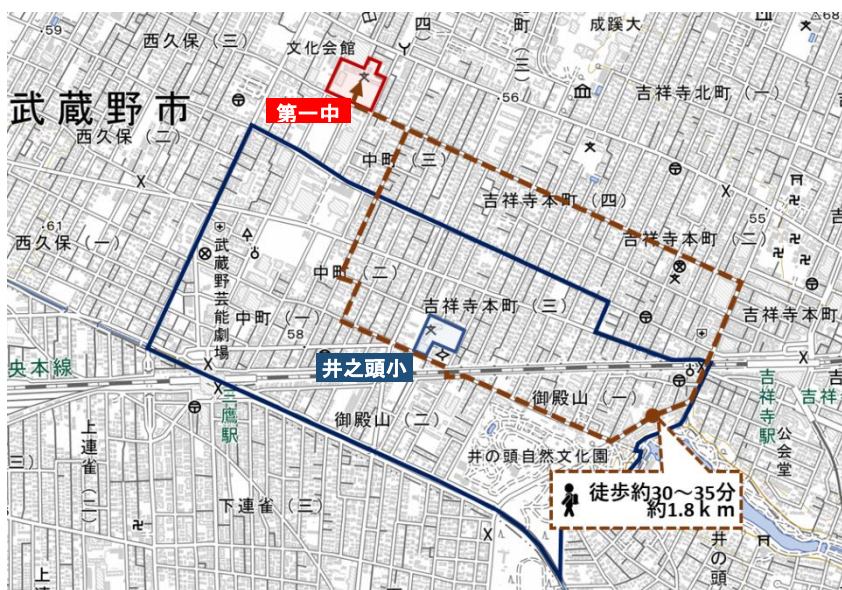 .59
西久保（三）
文化会館
四）
町（三）
成蹊大
68
武蔵野市
第一中
.56
吉祥寺北町（一）
西久保（二）
中町（三）
吉祥寺本町（四）
.61
西久保（一）
55
吉祥寺本町（二）
武蔵野芸能劇場
中町（二）
中町（一）
吉祥寺本町（三）
吉祥寺本町
58
央本線
井之頭小
三鷹駅
御殿山（一）
吉祥寺駅
吉祥
上連雀（二）
御殿山（二）
公会堂
三）
井の頭自然文化園
下連雀（三）
徒歩約30～35分
約1.8ｋｍ
井の頭
上